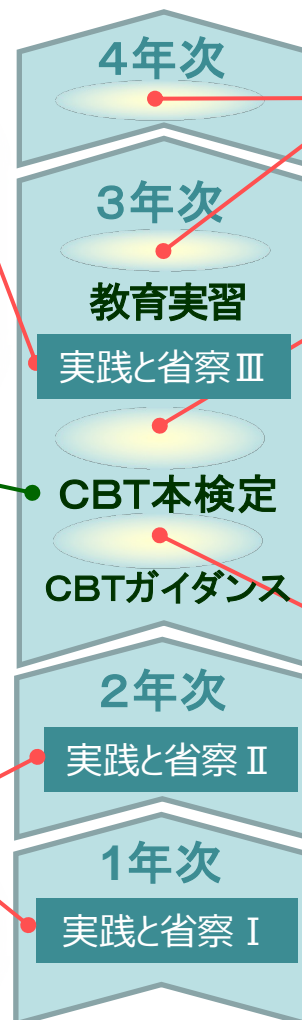 4年次
3年次
教育実習
実践と省察Ⅲ
CBT本検定
CBTガイダンス
2年次
実践と省察Ⅱ
1年次
実践と省察Ⅰ